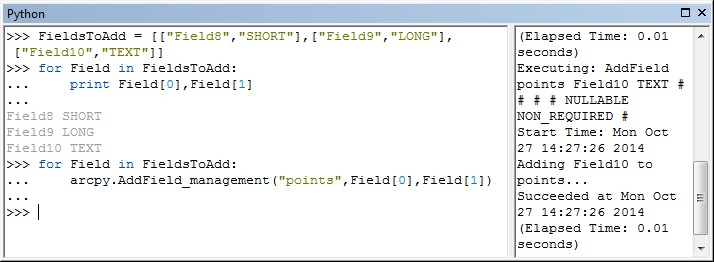 Python
>>> FieldsToAdd = [["Field8","SHORT"],["Field9","LONG"],
["Field10","TEXT"]]
>>> for Field in FieldsToAdd:
...     print Field[0],Field[1]
...
Field8 SHORT
Field9 LONG
Field10 TEXT
>>> for Field in FieldsToAdd:
...     arcpy.AddField_management("points",Field[0],Field[1])
...
>>>
(Elapsed Time: 0.01
seconds)
Executing: AddField
points Field10 TEXT #
# # # NULLABLE
NON_REQUIRED #
Start Time: Mon Oct
27 14:27:26 2014
Adding Field10 to
points...
Succeeded at Mon Oct
27 14:27:26 2014
(Elapsed Time: 0.01
seconds)